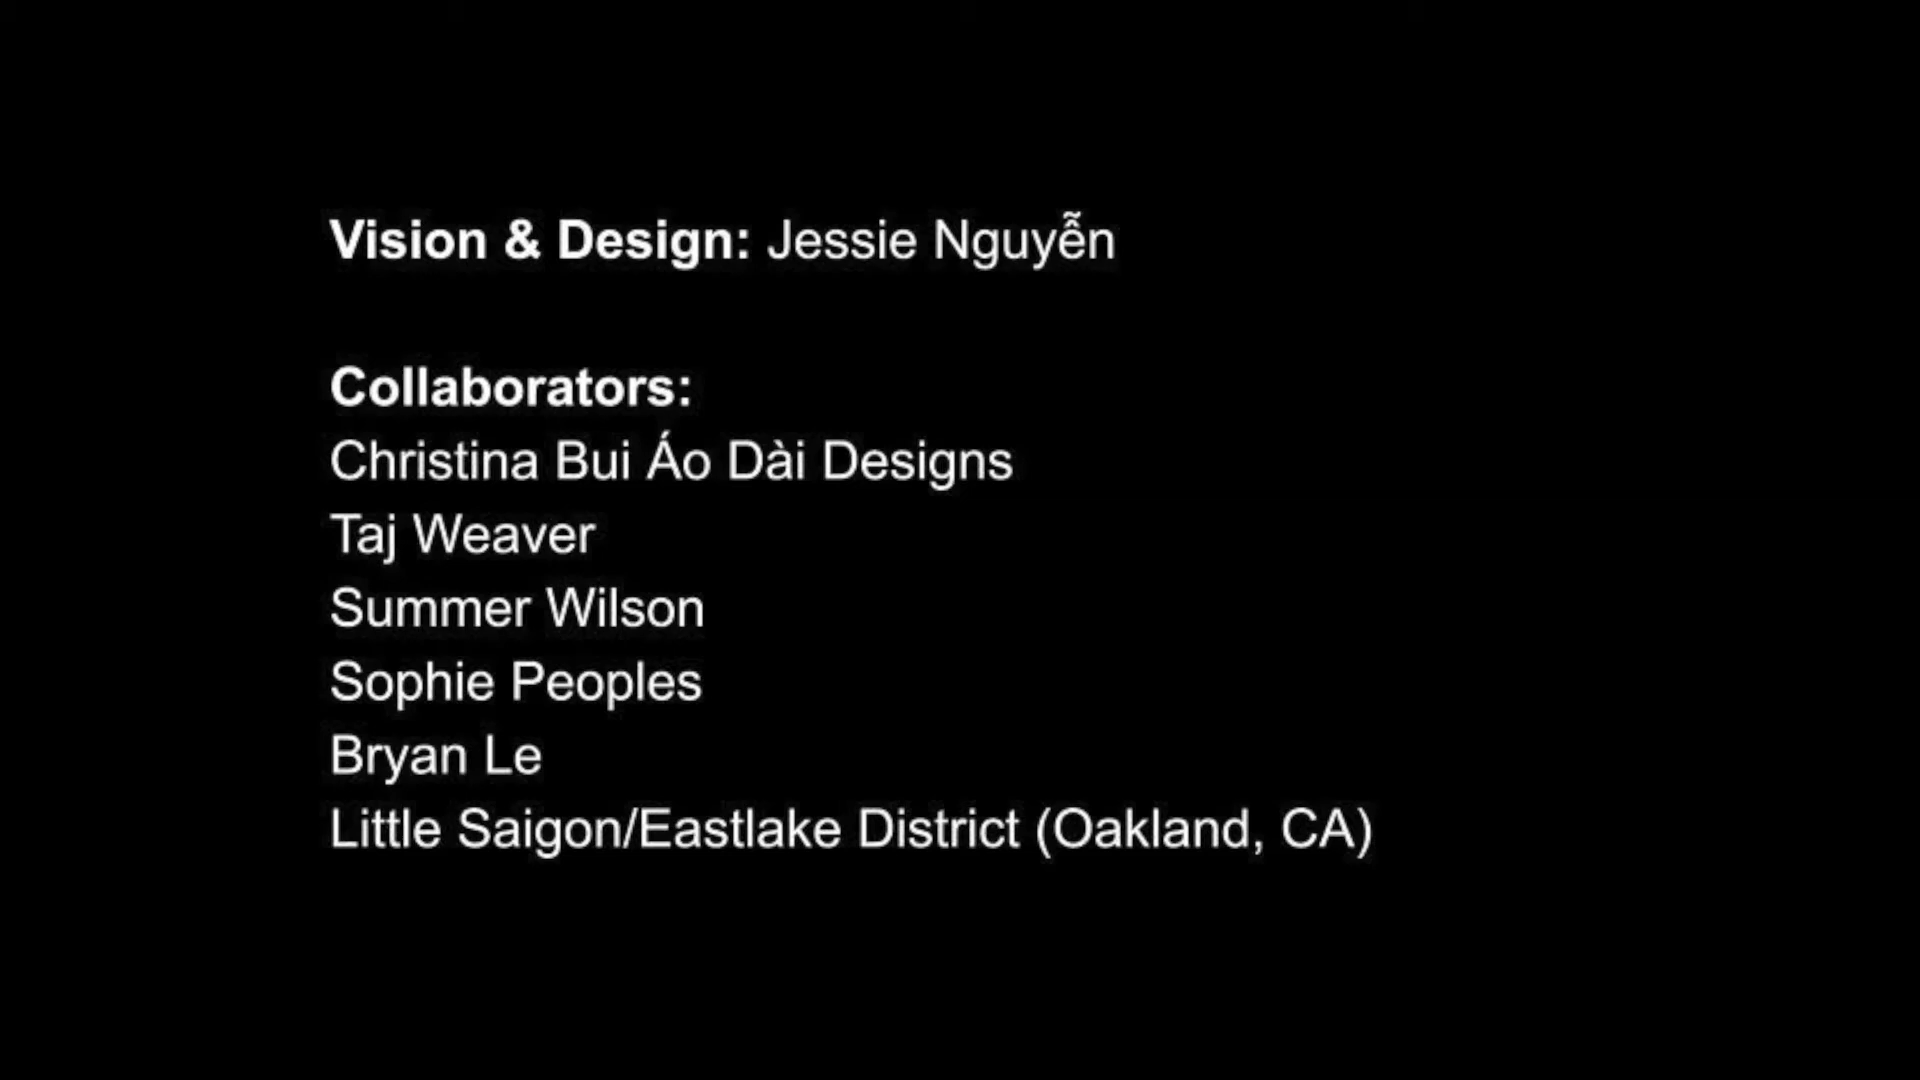 Vision & Design: Jessie Nguyễn
Collaborators:
Christina Bui Áo Dài Designs
Taj Weaver
Summer Wilson
Sophie Peoples
Bryan Le
Little Saigon/Eastlake District (Oakland, CA)